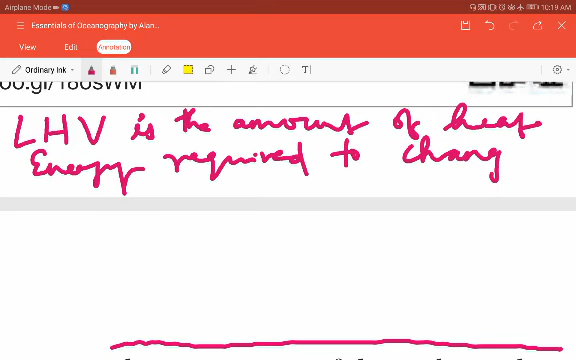 Airplane Mode 10:19 AM
Essentials of Oceanography by Alan...
View Edit Annotation
Ordinary Ink
LHV is the amount of heat
Energy required to chang